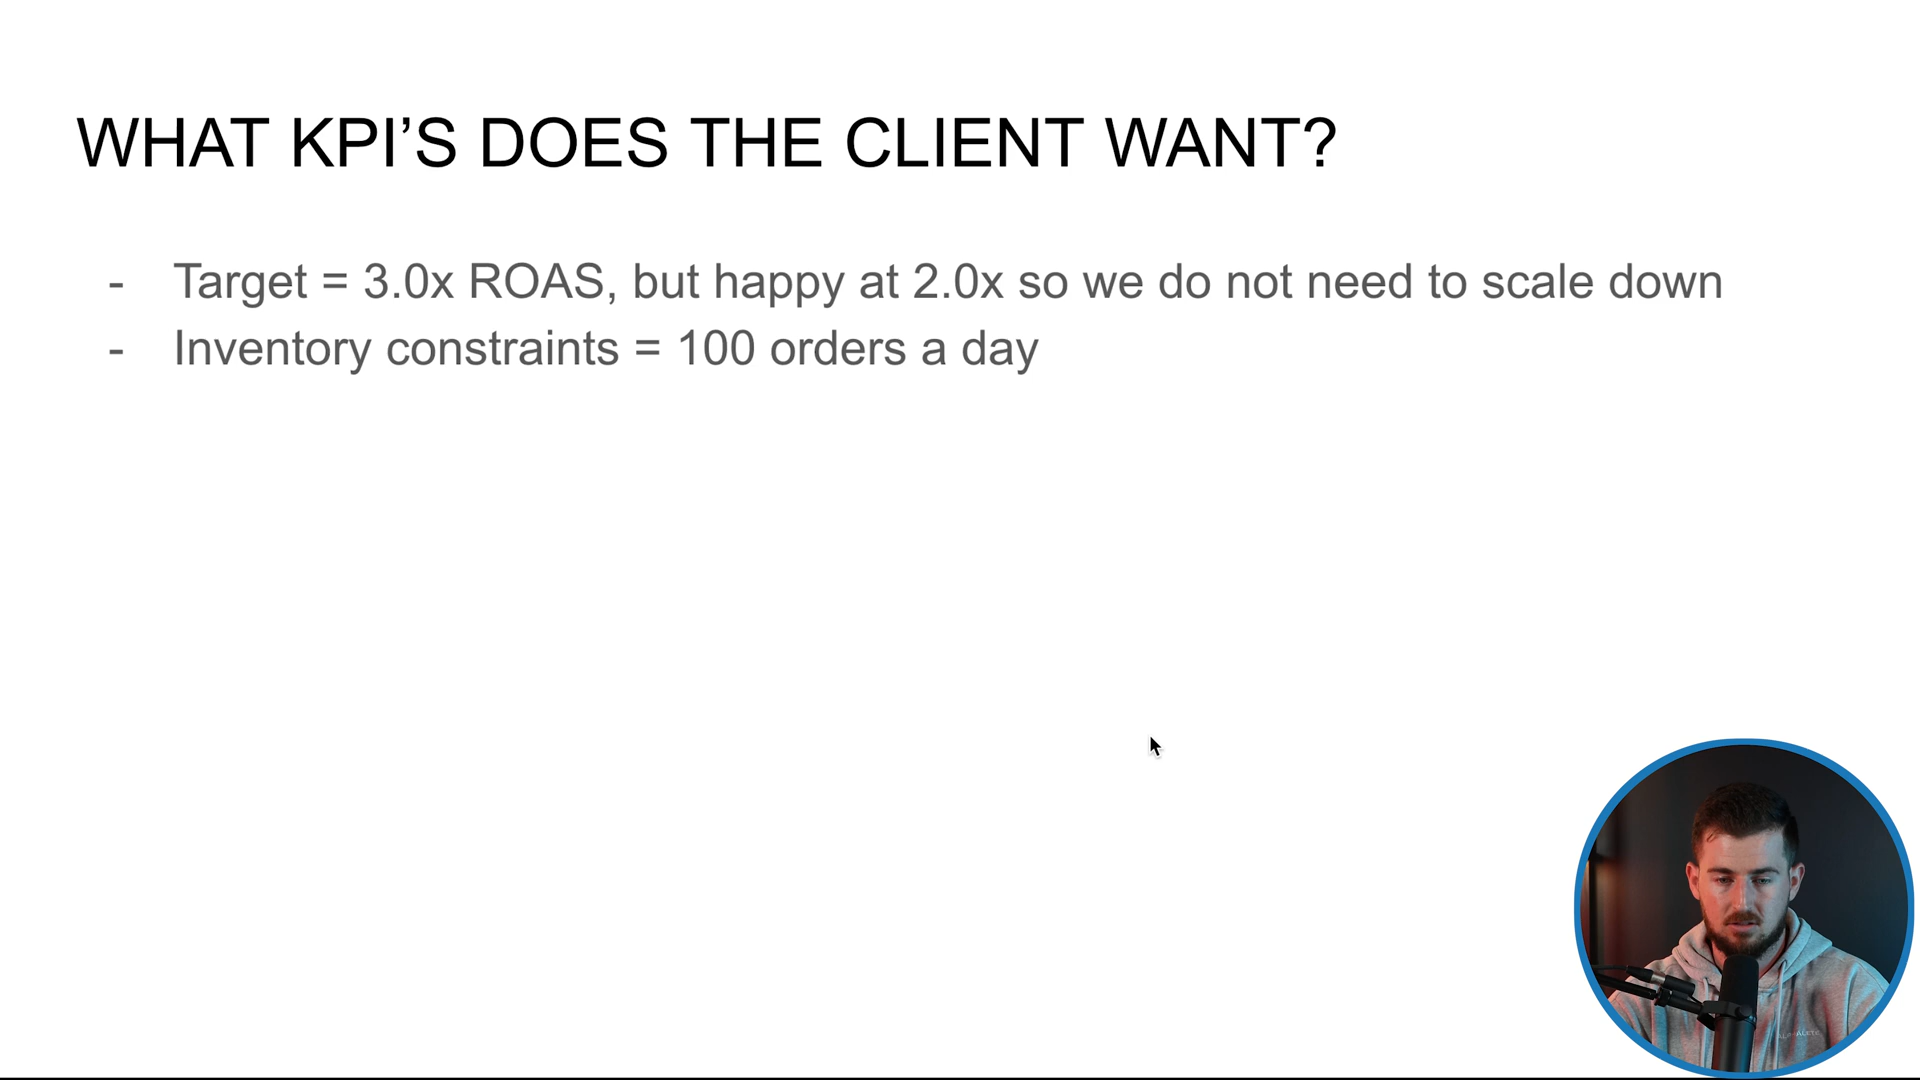 WHAT KPI’S DOES THE CLIENT WANT?
- Target = 3.0x ROAS, but happy at 2.0x so we do not need to scale down
- Inventory constraints = 100 orders a day